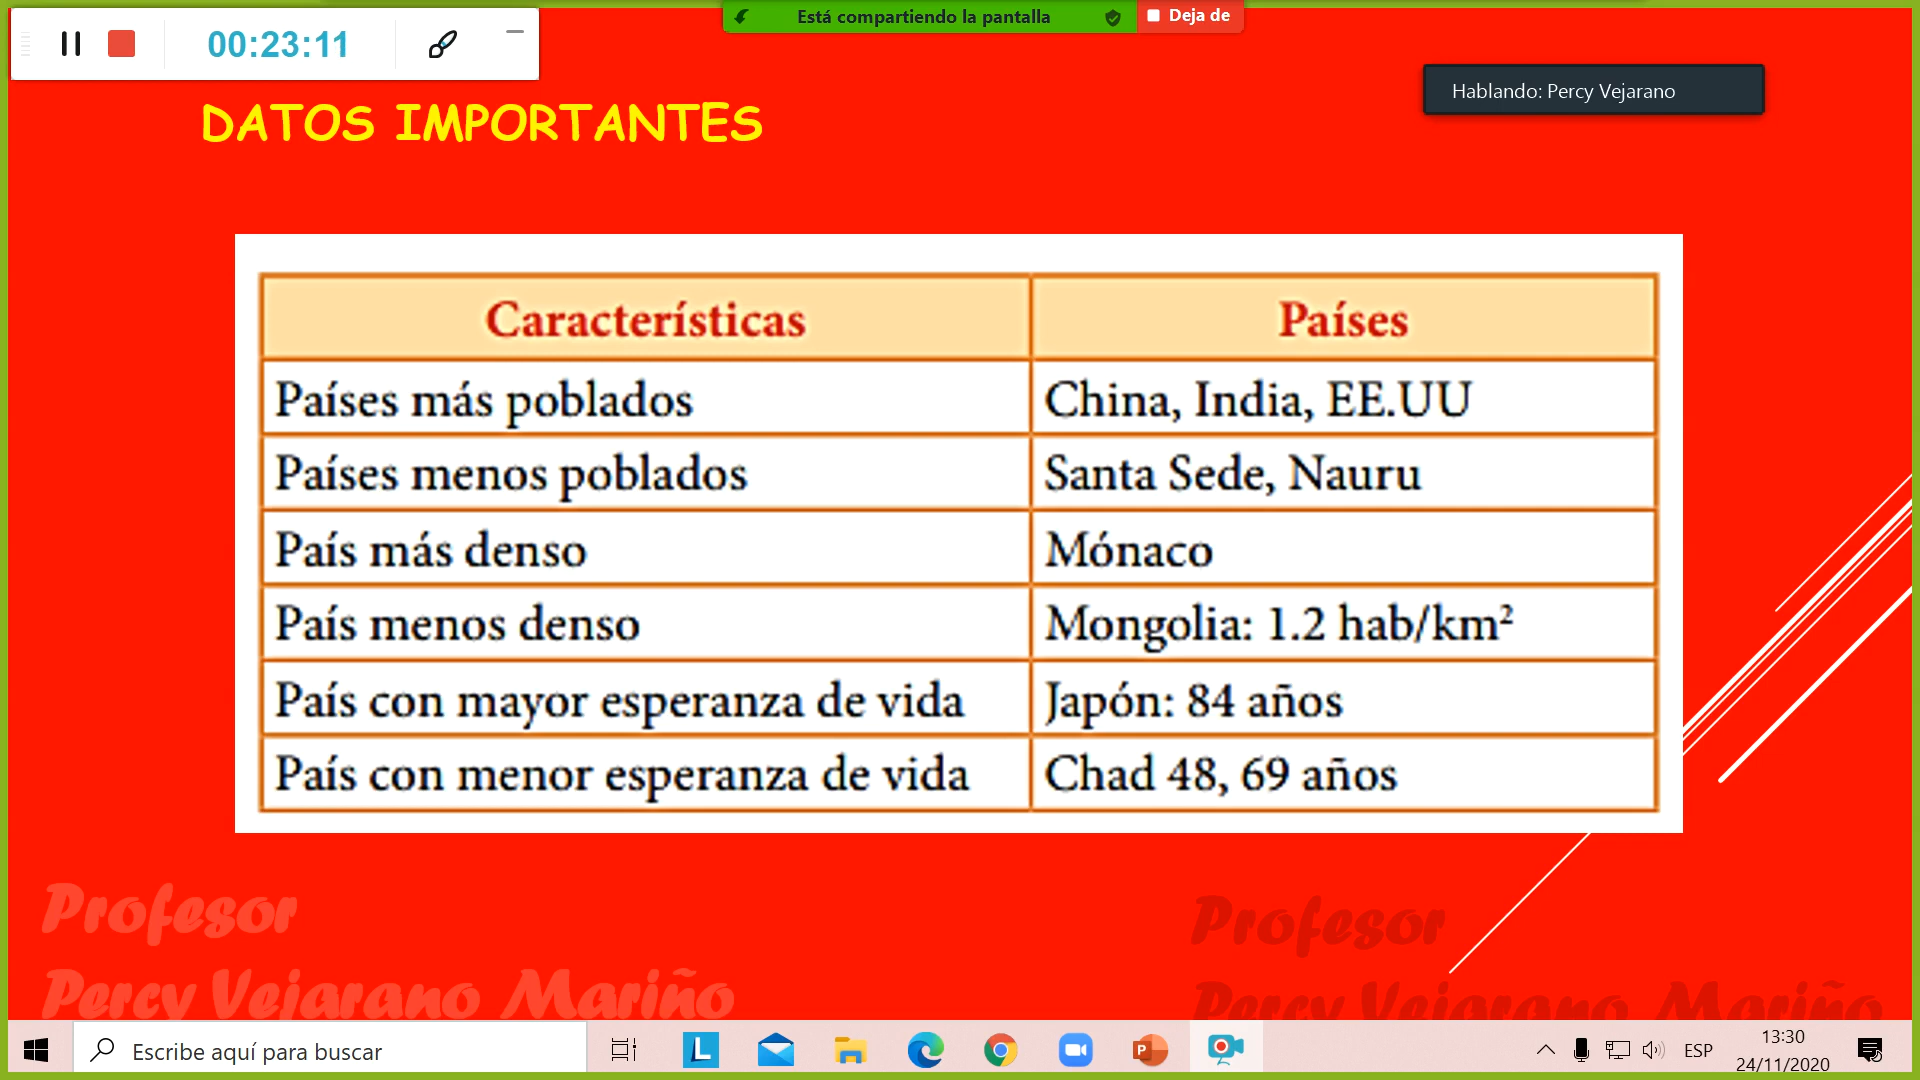 Está compartiendo la pantalla
Deja de
00:23:11
Hablando: Percy Vejarano
DATOS IMPORTANTES
Características Países
Países más poblados China, India, EE.UU
Países menos poblados Santa Sede, Nauru
País más denso Mónaco
País menos denso Mongolia: 1.2 hab/km²
País con mayor esperanza de vida Japón: 84 años
País con menor esperanza de vida Chad 48, 69 años
Profesor
Percy Vejarano Mariño
Profesor
Percy Vejarano Mariño
Escribe aquí para buscar
L
P
ESP
13:30
24/11/2020